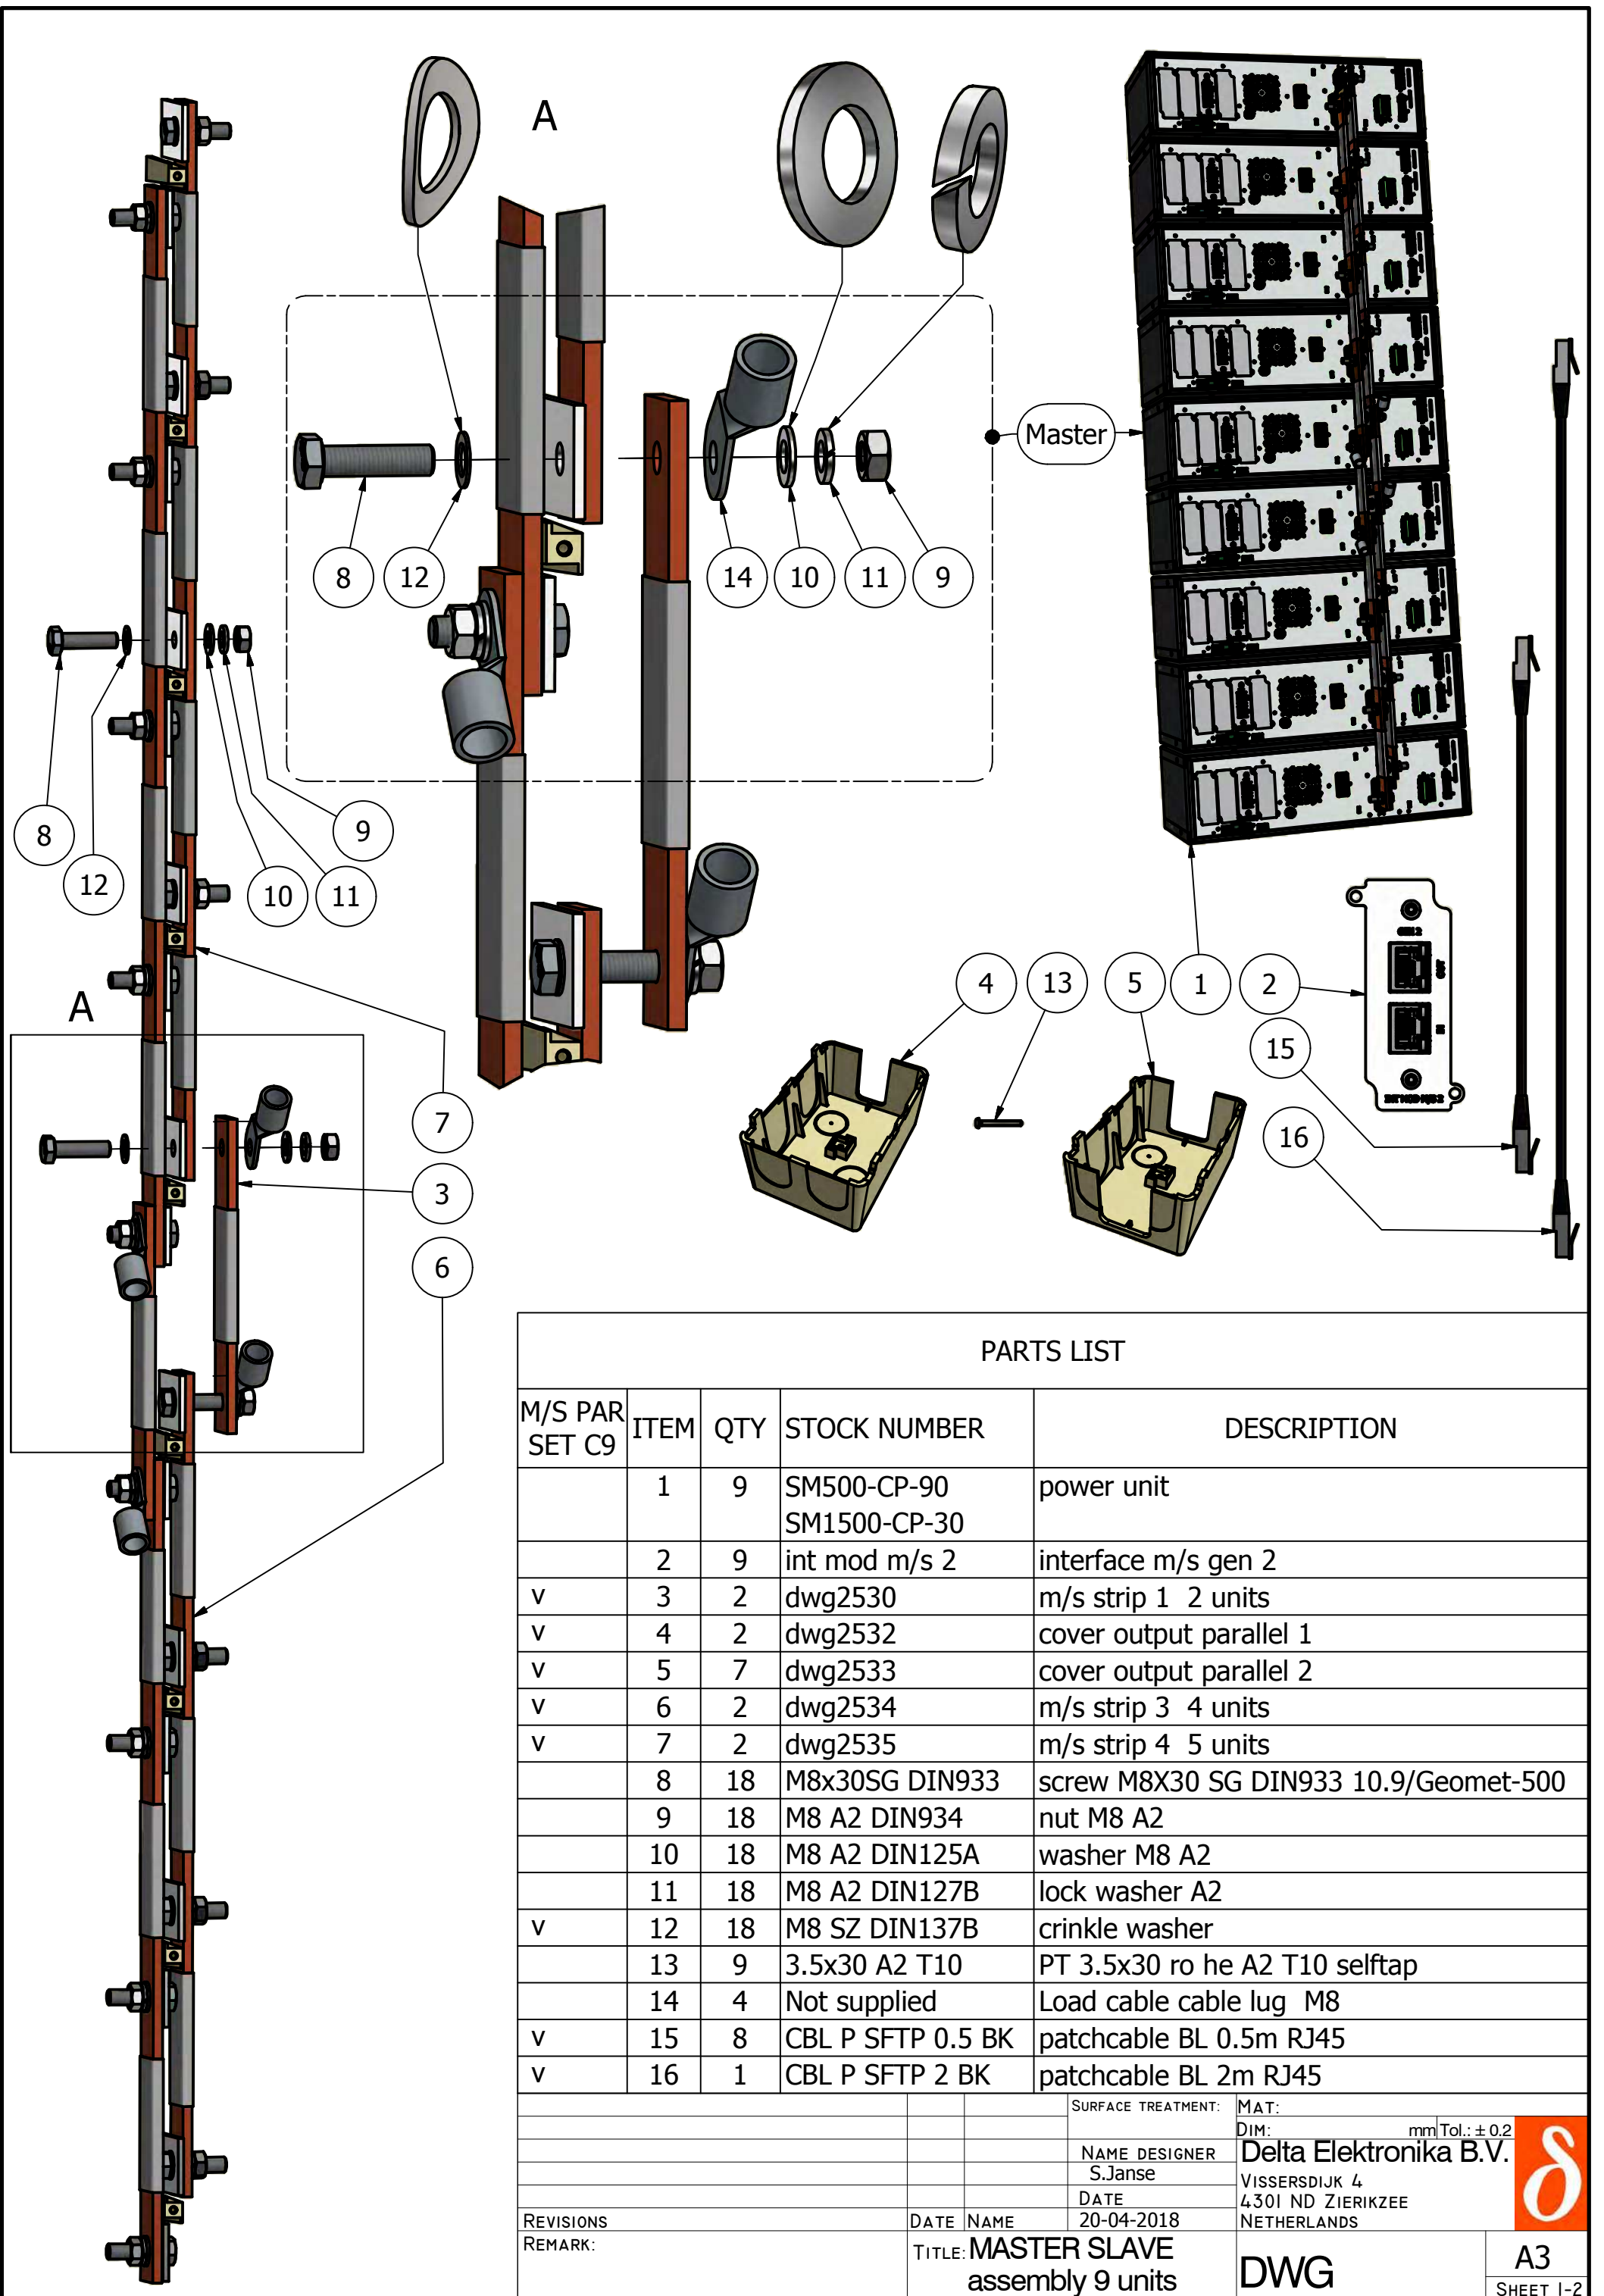 A
Master
8
12
14
10
11
9
8
12
10
11
9
A
7
3
6
4
13
5
1
2
15
16
PARTS LIST
M/S PAR SET C9 ITEM QTY STOCK NUMBER DESCRIPTION
1 9 SM500-CP-90 power unit
SM1500-CP-30
2 9 int mod m/s 2 interface m/s gen 2
v 3 2 dwg2530 m/s strip 1 2 units
v 4 2 dwg2532 cover output parallel 1
v 5 7 dwg2533 cover output parallel 2
v 6 2 dwg2534 m/s strip 3 4 units
v 7 2 dwg2535 m/s strip 4 5 units
8 18 M8x30SG DIN933 screw M8X30 SG DIN933 10.9/Geomet-500
9 18 M8 A2 DIN934 nut M8 A2
10 18 M8 A2 DIN125A washer M8 A2
11 18 M8 A2 DIN127B lock washer A2
v 12 18 M8 SZ DIN137B crinkle washer
13 9 3.5x30 A2 T10 PT 3.5x30 ro he A2 T10 selftap
14 4 Not supplied Load cable cable lug M8
v 15 8 CBL P SFTP 0.5 BK patchcable BL 0.5m RJ45
v 16 1 CBL P SFTP 2 BK patchcable BL 2m RJ45
SURFACE TREATMENT: MAT:
DIM: mm Tol.: ± 0.2
NAME DESIGNER Delta Elektronika B.V.
S.Janse VISSERSDIJK 4
DATE 4301 ND ZIERIKZEE
REVISIONS DATE NAME 20-04-2018 NETHERLANDS
δ
REMARK: TITLE: MASTER SLAVE
assembly 9 units
DWG
A3
SHEET 1-2